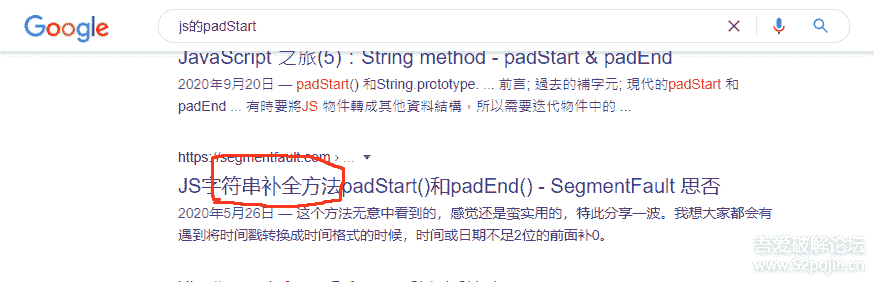 Google
js的padStart
JavaScript 之旅(5)：String method - padStart & padEnd
2020年9月20日 — padStart() 和String.prototype. ... 前言; 過去的補字元; 現代的padStart 和
padEnd ... 有時要將JS 物件轉成其他資料結構，所以需要迭代物件中的 ...
https://segmentfault.com › ...
JS字符串补全方法padStart()和padEnd() - SegmentFault 思否
2020年5月26日 — 这个方法无意中看到的，感觉还是蛮实用的，特此分享一波。我想大家都会有
遇到将时间戳转换成时间格式的时候，时间或日期不足2位的前面补0。
吾爱破解论坛
www.52pojie.cn